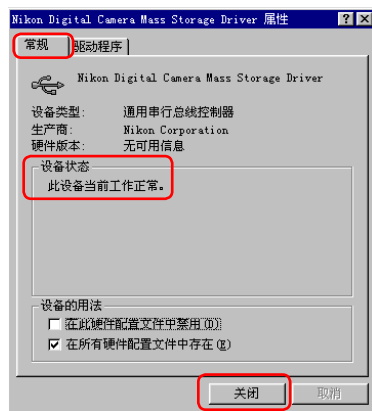 Nikon Digital Camera Mass Storage Driver 属性
常规 驱动程序
Nikon Digital Camera Mass Storage Driver
设备类型: 通用串行总线控制器
生产商: Nikon Corporation
硬件版本: 无可用信息
设备状态
此设备当前工作正常。
设备的用法
在此硬件配置文件中禁用(D)
在所有硬件配置文件中存在(E)
关闭 取消